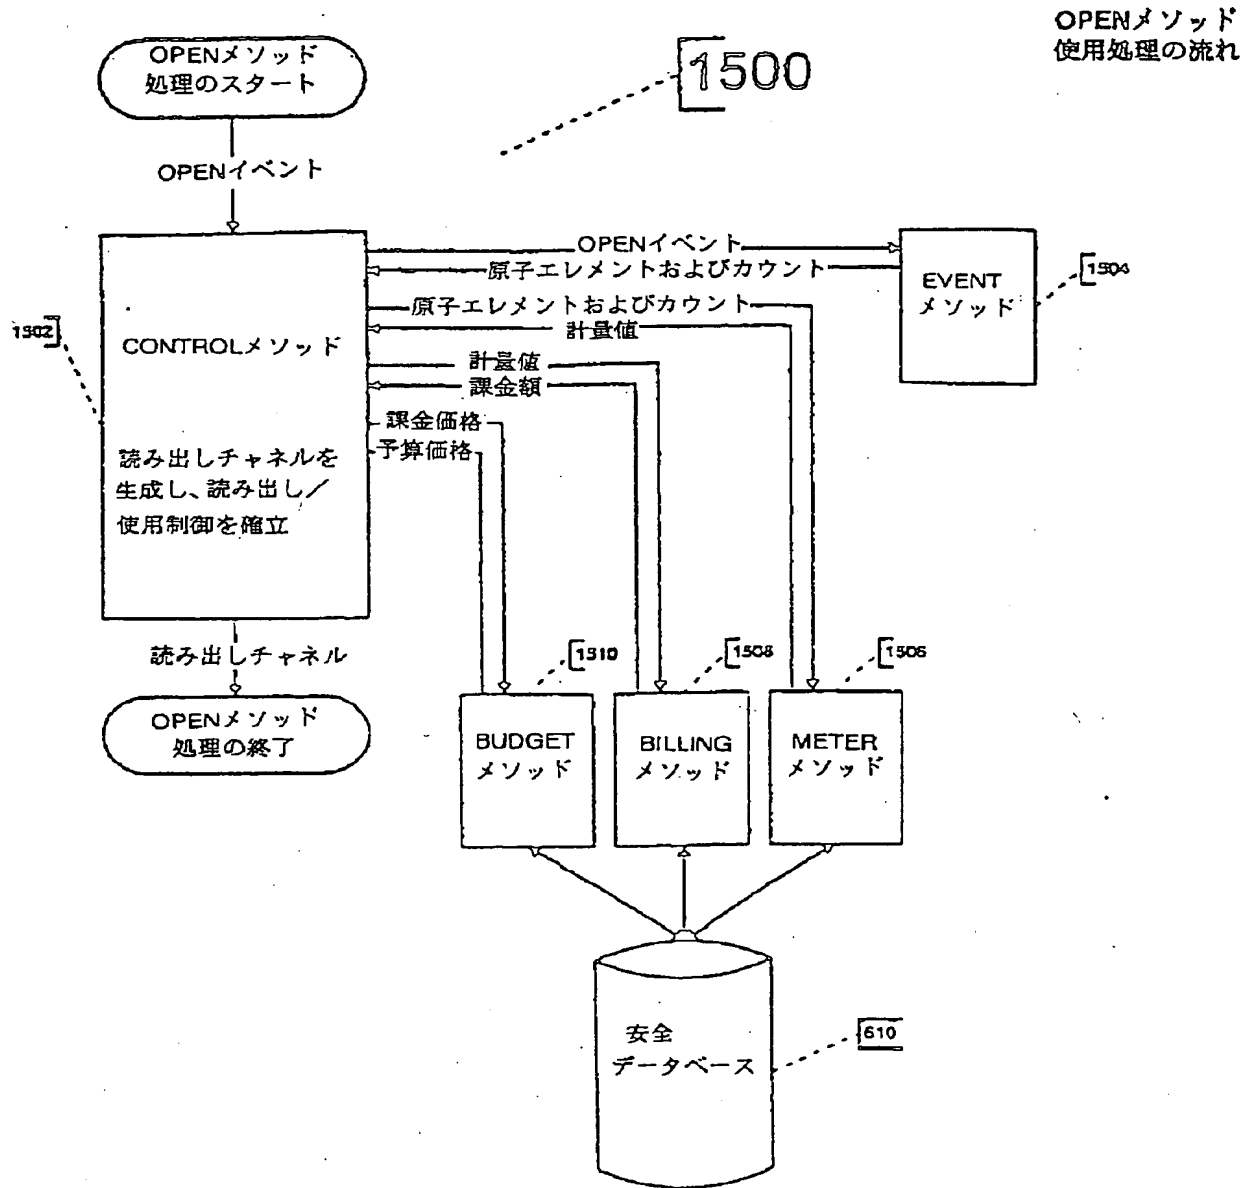 OPENメソッド
使用処理の流れ
OPENメソッド
処理のスタート
1500
OPENイベント
OPENイベント
原子エレメントおよびカウント
EVENT
メソッド
1504
1502
CONTROLメソッド
原子エレメントおよびカウント
計量値
計量値
課金額
課金価格
予算価格
読み出しチャネルを
生成し、読み出し/
使用制御を確立
読み出しチャネル
OPENメソッド
処理の終了
1510
1508
1506
BUDGET
メソッド
BILLING
メソッド
METER
メソッド
安全
データベース
610